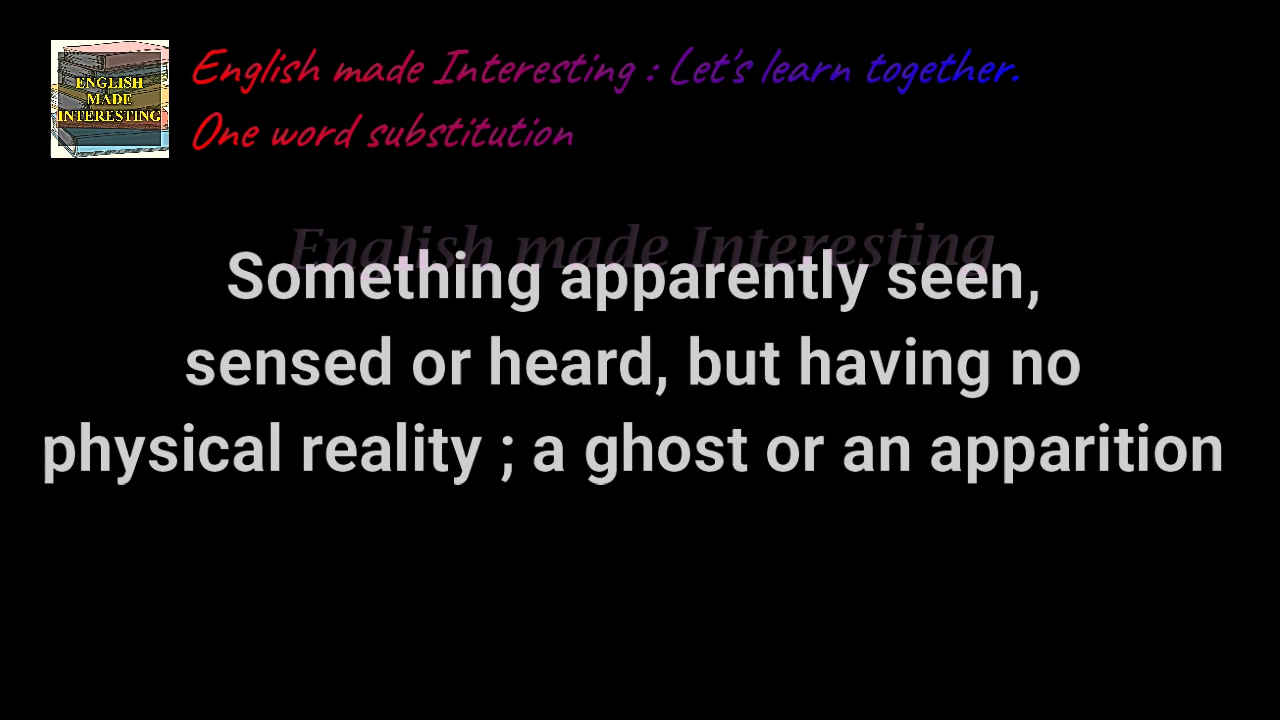 ENGLISH
MADE
INTERESTING
English made Interesting : Let's learn together.
One word substitution
English made Interesting
Something apparently seen,
sensed or heard, but having no
physical reality ; a ghost or an apparition